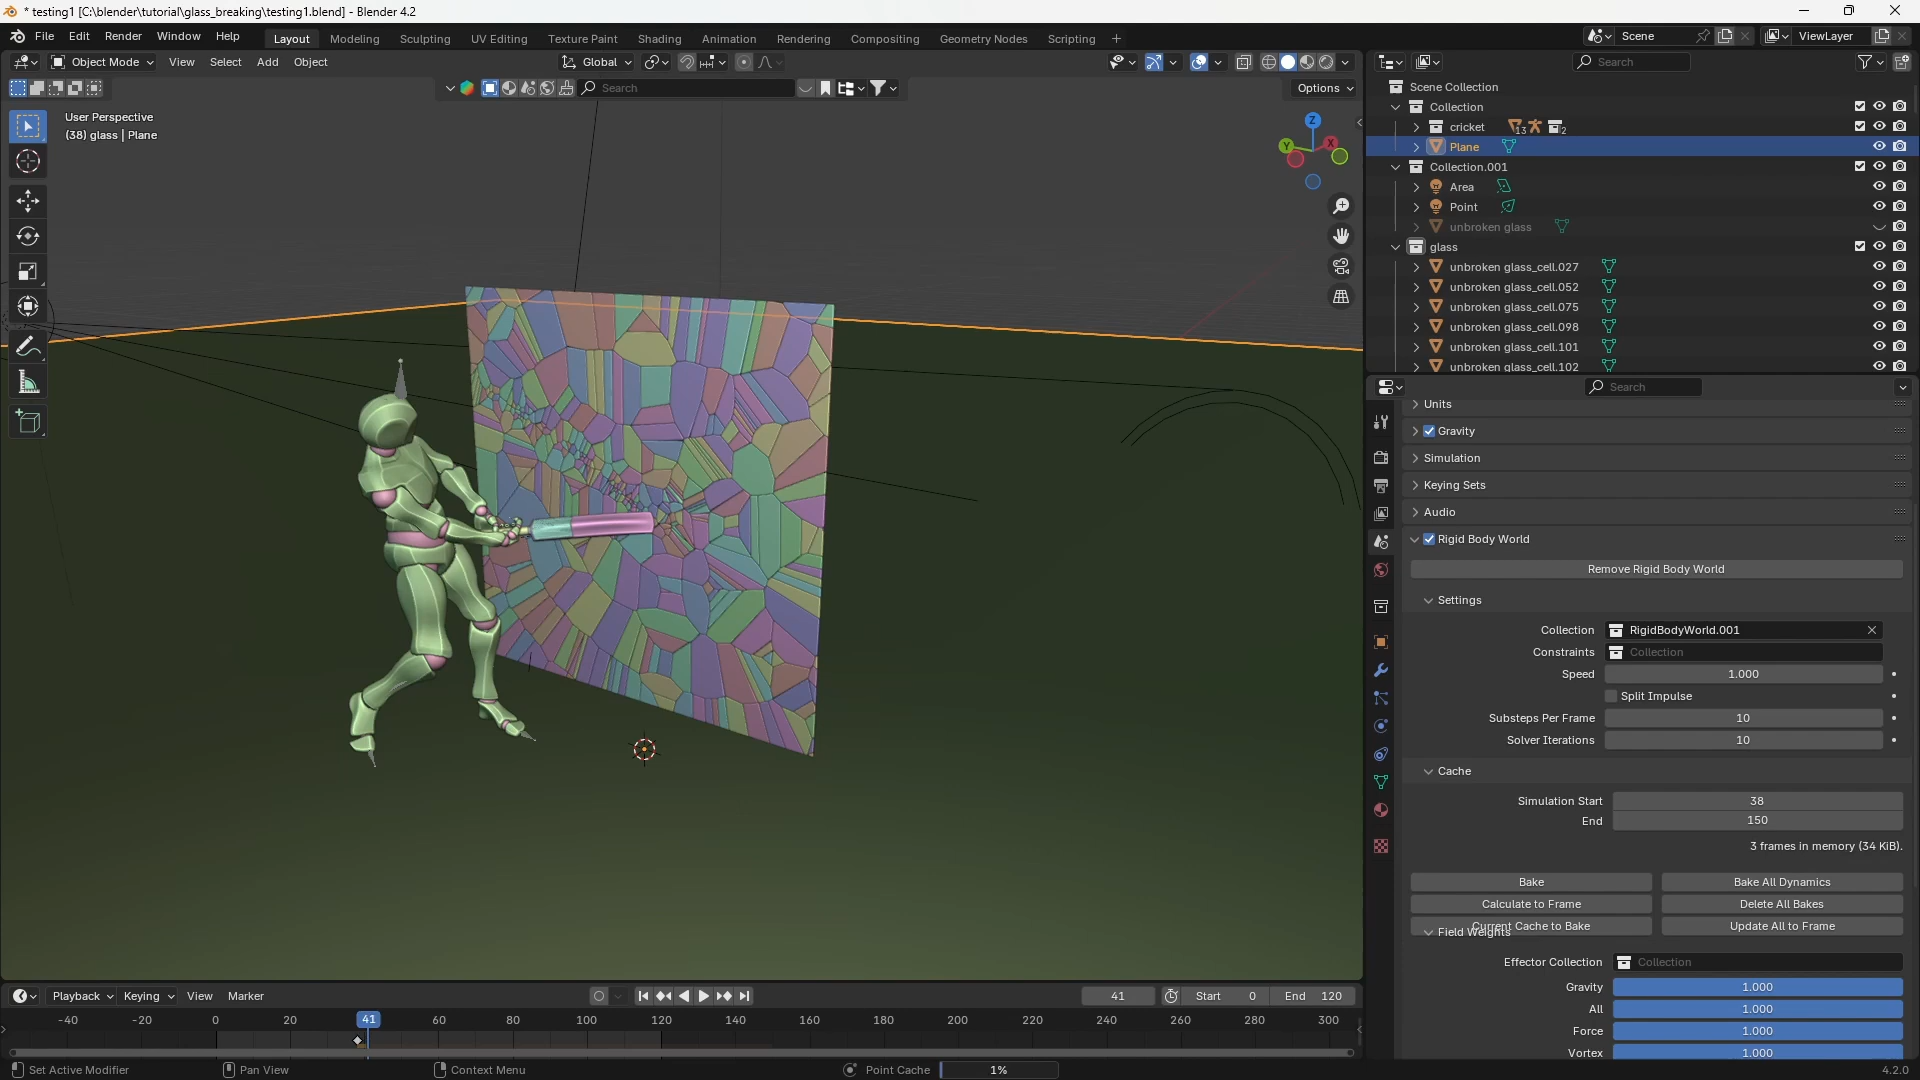 * testing1 [C:\blender\tutorial\glass_breaking\testing1.blend] - Blender 4.2
File Edit Render Window Help Layout Modeling Sculpting UV Editing Texture Paint Shading Animation Rendering Compositing Geometry Nodes Scripting + Scene ViewLayer
Object Mode View Select Add Object Global Search
Search Options
User Perspective
(38) glass | Plane
Z
Y
X
Scene Collection
Collection
cricket 13 2
Plane
Collection.001
Area
Point
unbroken glass
glass
unbroken glass_cell.027
unbroken glass_cell.052
unbroken glass_cell.075
unbroken glass_cell.098
unbroken glass_cell.101
unbroken glass_cell.102
Search
Units
Gravity
Simulation
Keying Sets
Audio
Rigid Body World
Remove Rigid Body World
Settings
Collection RigidBodyWorld.001
Constraints Collection
Speed 1.000
Split Impulse
Substeps Per Frame 10
Solver Iterations 10
Cache
Simulation Start 38
End 150
3 frames in memory (34 KiB).
Bake Bake All Dynamics
Calculate to Frame Delete All Bakes
Current Cache to Bake Update All to Frame
Field Weights
Effector Collection Collection
Gravity 1.000
All 1.000
Force 1.000
Vortex 1.000
Playback Keying View Marker 41 Start 0 End 120
-40 -20 0 20 41 60 80 100 120 140 160 180 200 220 240 260 280 300
Set Active Modifier Pan View Context Menu Point Cache 1% 4.2.0